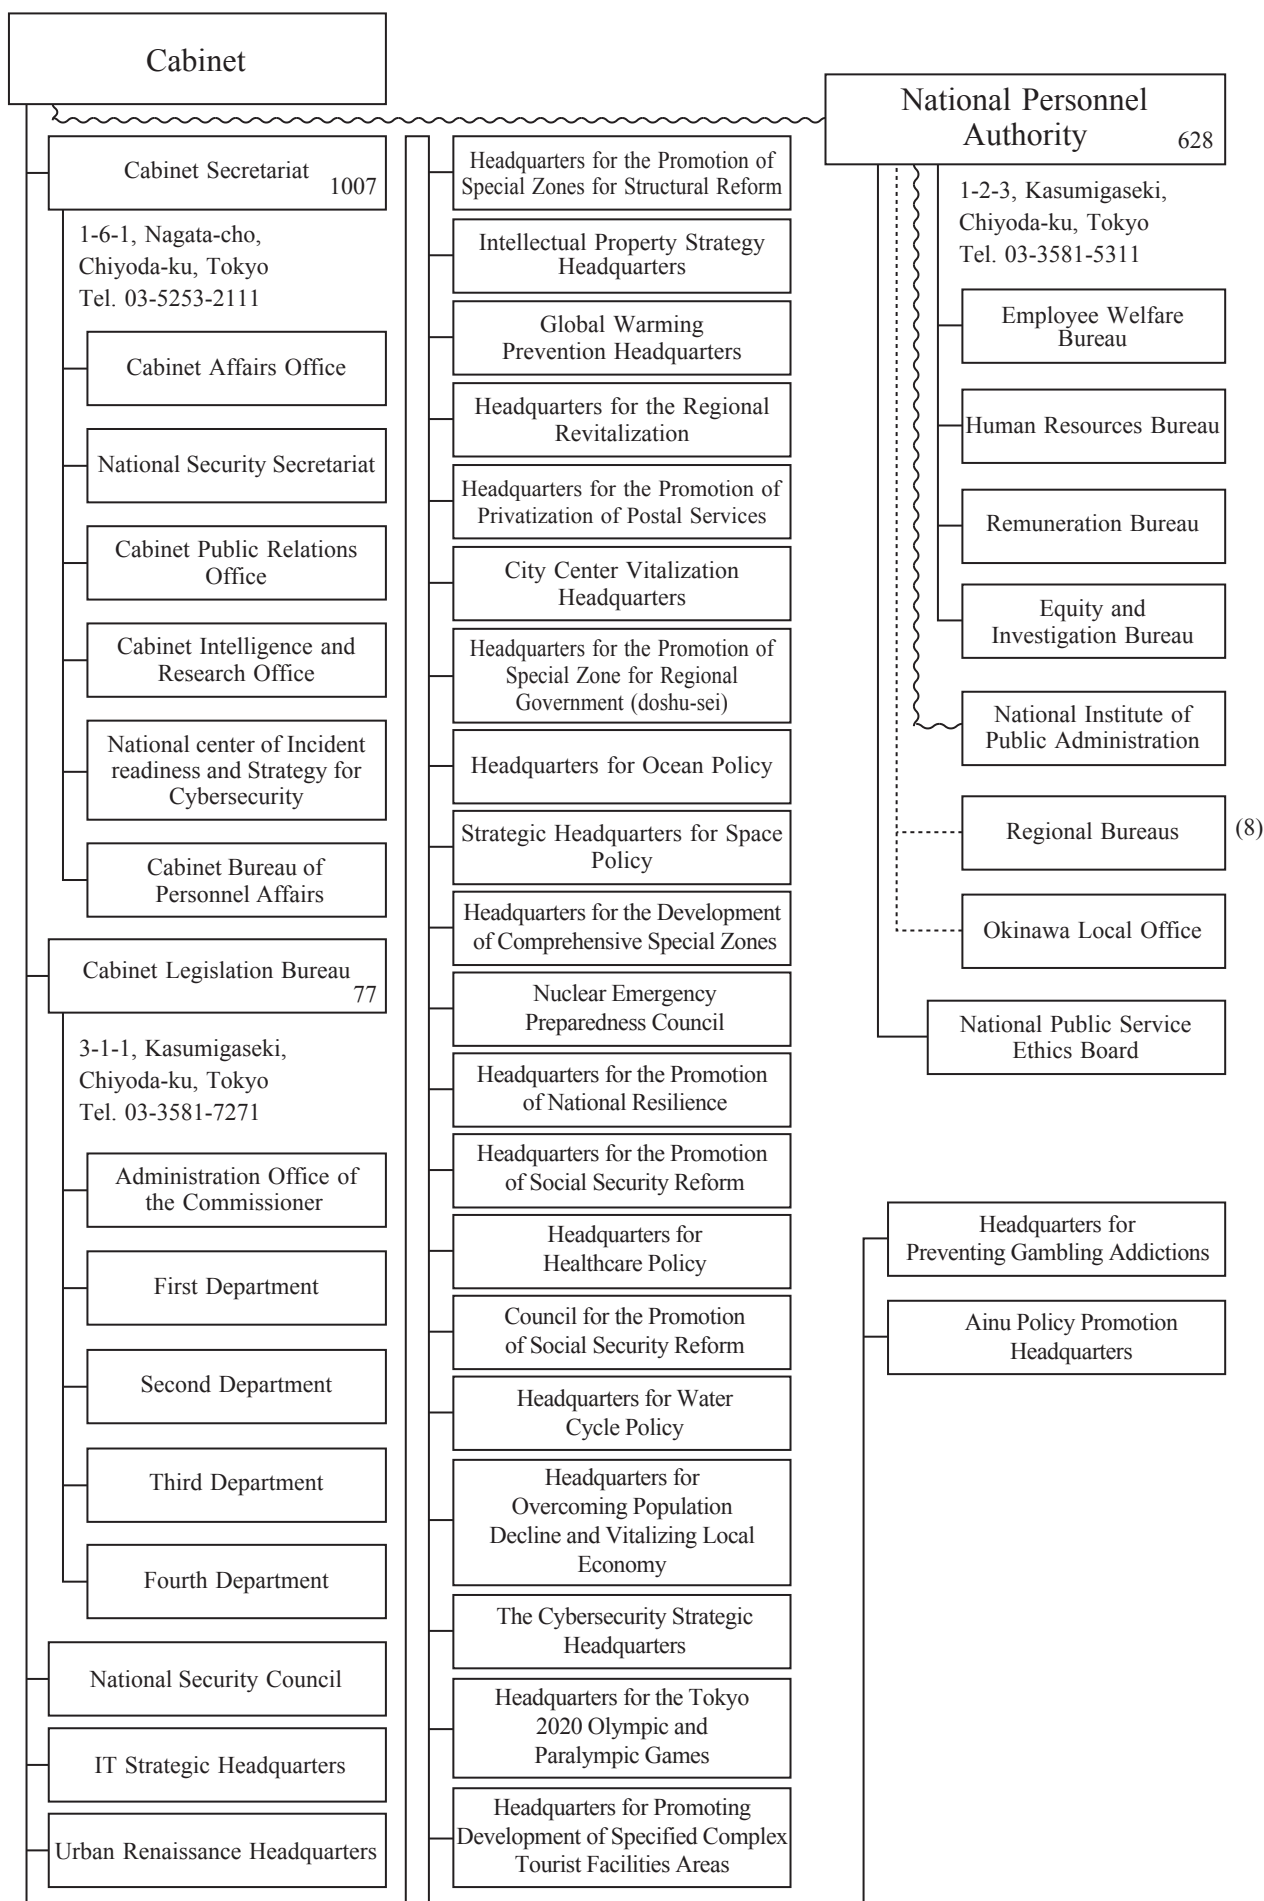 Cabinet
Cabinet Secretariat
1007
1-6-1, Nagata-cho,
Chiyoda-ku, Tokyo
Tel. 03-5253-2111
Cabinet Affairs Office
National Security Secretariat
Cabinet Public Relations
Office
Cabinet Intelligence and
Research Office
National center of Incident
readiness and Strategy for
Cybersecurity
Cabinet Bureau of
Personnel Affairs
Cabinet Legislation Bureau
77
3-1-1, Kasumigaseki,
Chiyoda-ku, Tokyo
Tel. 03-3581-7271
Administration Office of
the Commissioner
First Department
Second Department
Third Department
Fourth Department
National Security Council
IT Strategic Headquarters
Urban Renaissance Headquarters
Headquarters for the Promotion of
Special Zones for Structural Reform
Intellectual Property Strategy
Headquarters
Global Warming
Prevention Headquarters
Headquarters for the Regional
Revitalization
Headquarters for the Promotion of
Privatization of Postal Services
City Center Vitalization
Headquarters
Headquarters for the Promotion of
Special Zone for Regional
Government (doshu-sei)
Headquarters for Ocean Policy
Strategic Headquarters for Space
Policy
Headquarters for the Development
of Comprehensive Special Zones
Nuclear Emergency
Preparedness Council
Headquarters for the Promotion
of National Resilience
Headquarters for the Promotion
of Social Security Reform
Headquarters for
Healthcare Policy
Council for the Promotion
of Social Security Reform
Headquarters for Water
Cycle Policy
Headquarters for
Overcoming Population
Decline and Vitalizing Local
Economy
The Cybersecurity Strategic
Headquarters
Headquarters for the Tokyo
2020 Olympic and
Paralympic Games
Headquarters for Promoting
Development of Specified Complex
Tourist Facilities Areas
National Personnel
Authority
628
1-2-3, Kasumigaseki,
Chiyoda-ku, Tokyo
Tel. 03-3581-5311
Employee Welfare
Bureau
Human Resources Bureau
Remuneration Bureau
Equity and
Investigation Bureau
National Institute of
Public Administration
Regional Bureaus
(8)
Okinawa Local Office
National Public Service
Ethics Board
Headquarters for
Preventing Gambling Addictions
Ainu Policy Promotion
Headquarters